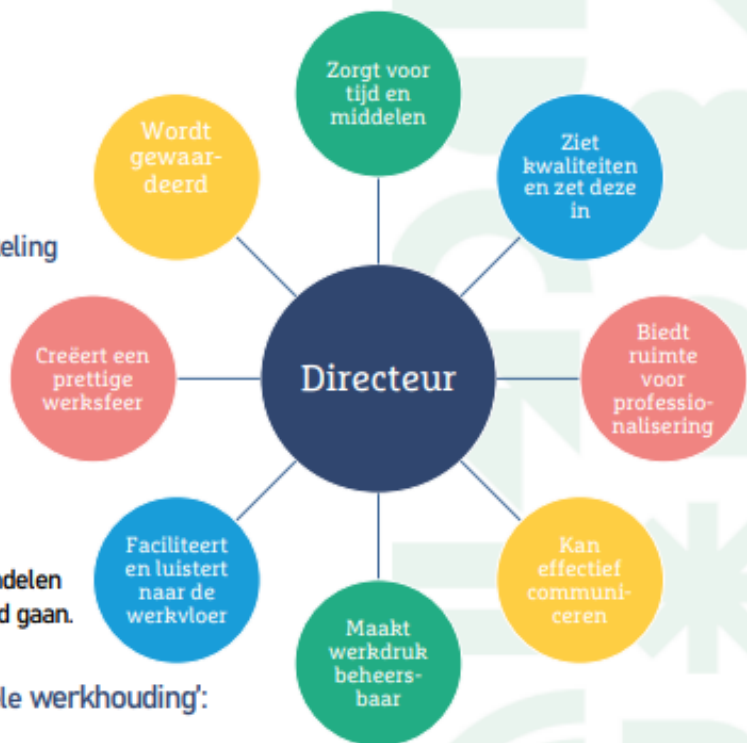 Zorgt voor
tijd en
middelen
Wordt
gewaar-
deerd
Ziet
kwaliteiten
en zet deze
in
eling
Creëert een
prettige
werksfeer
Directeur
Biedt
ruimte
voor
professio-
nalisering
Faciliteert
en luistert
naar de
werkvloer
Kan
effectief
communi-
ceren
ndelen
d gaan.
Maakt
werkdruk
beheers-
baar
le werkhouding':